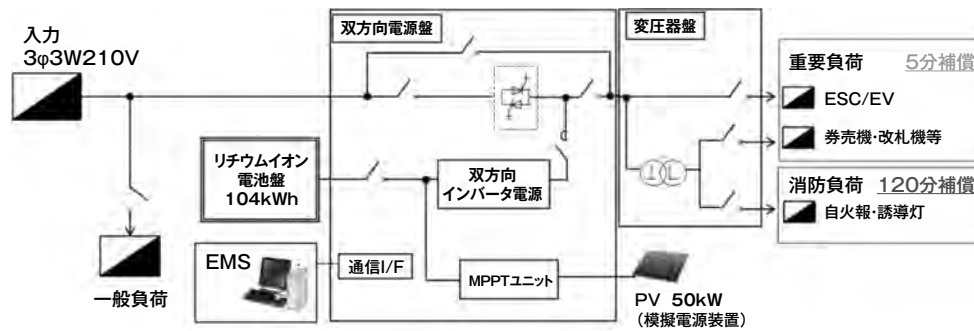 入力
3φ3W210V
双方向電源盤
変圧器盤
重要負荷 5分補償
ESC/EV
券売機・改札機等
消防負荷 120分補償
自火報・誘導灯
リチウムイオン
電池盤
104kWh
双方向
インバータ電源
一般負荷
EMS
通信I/F
MPPTユニット
PV 50kW
（模擬電源装置）